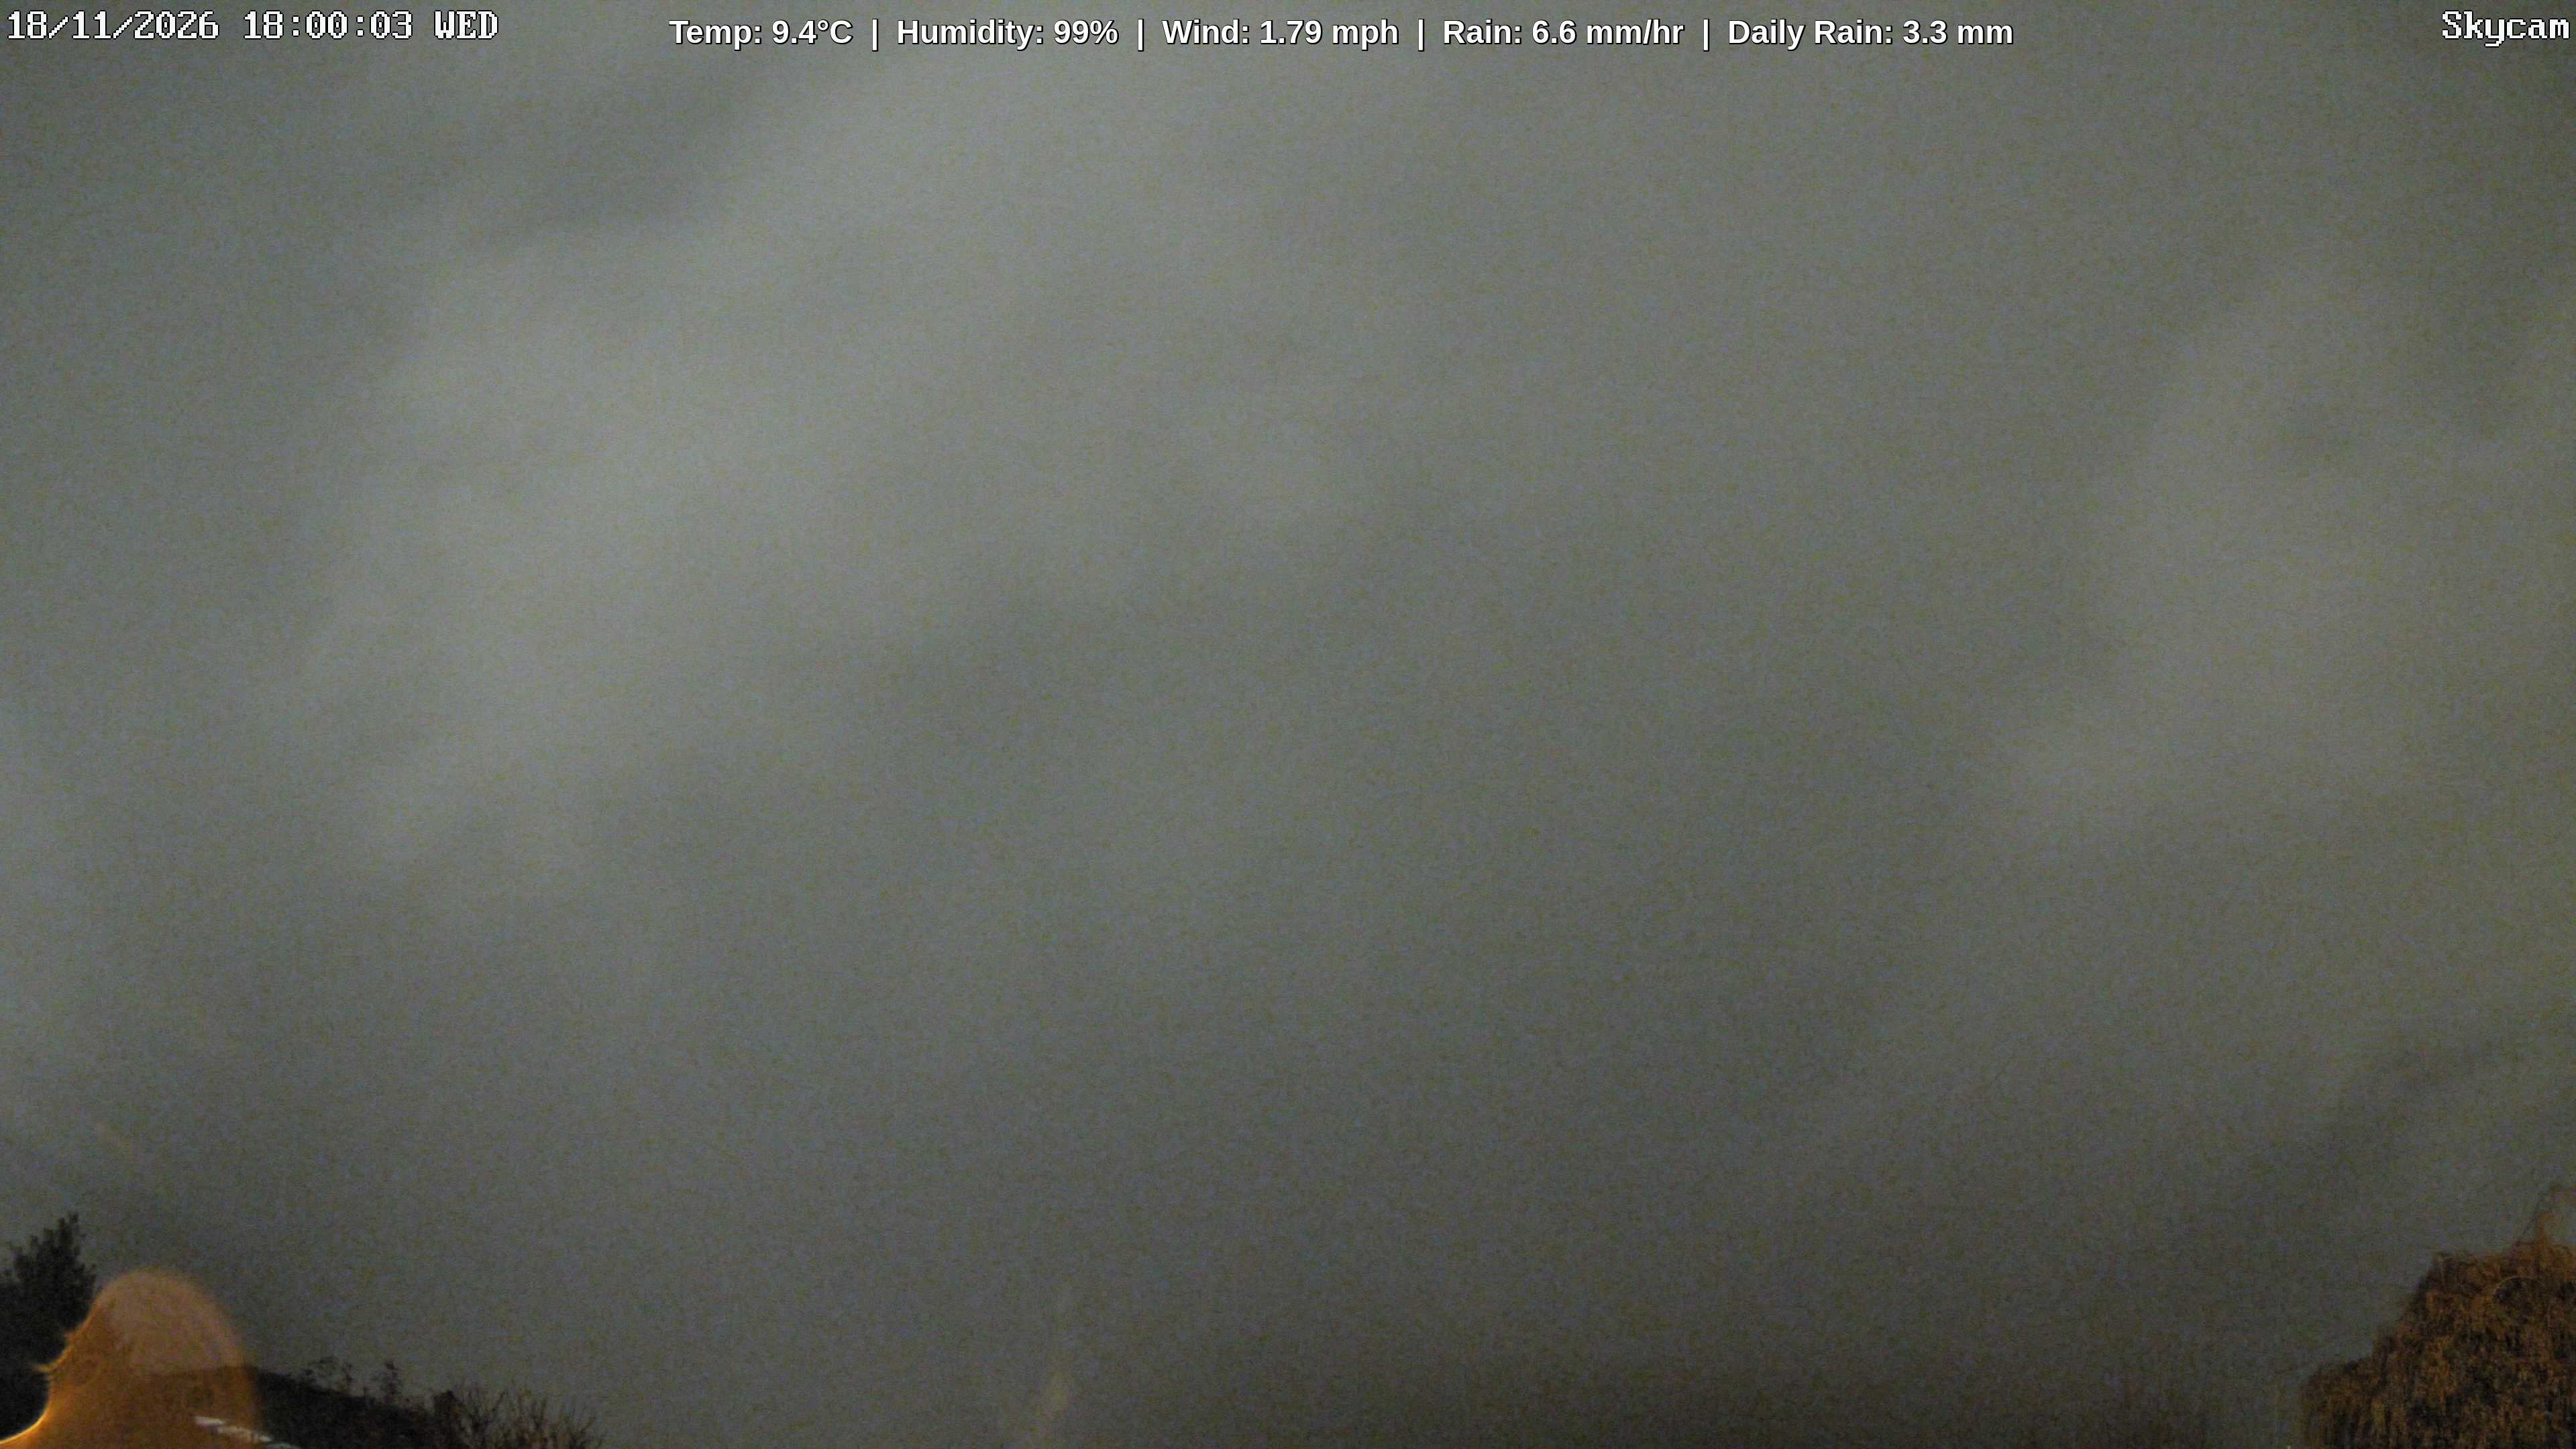 18/11/2026 18:00:03 WED
Temp: 9.4°C | Humidity: 99% | Wind: 1.79 mph | Rain: 6.6 mm/hr | Daily Rain: 3.3 mm
Skycam